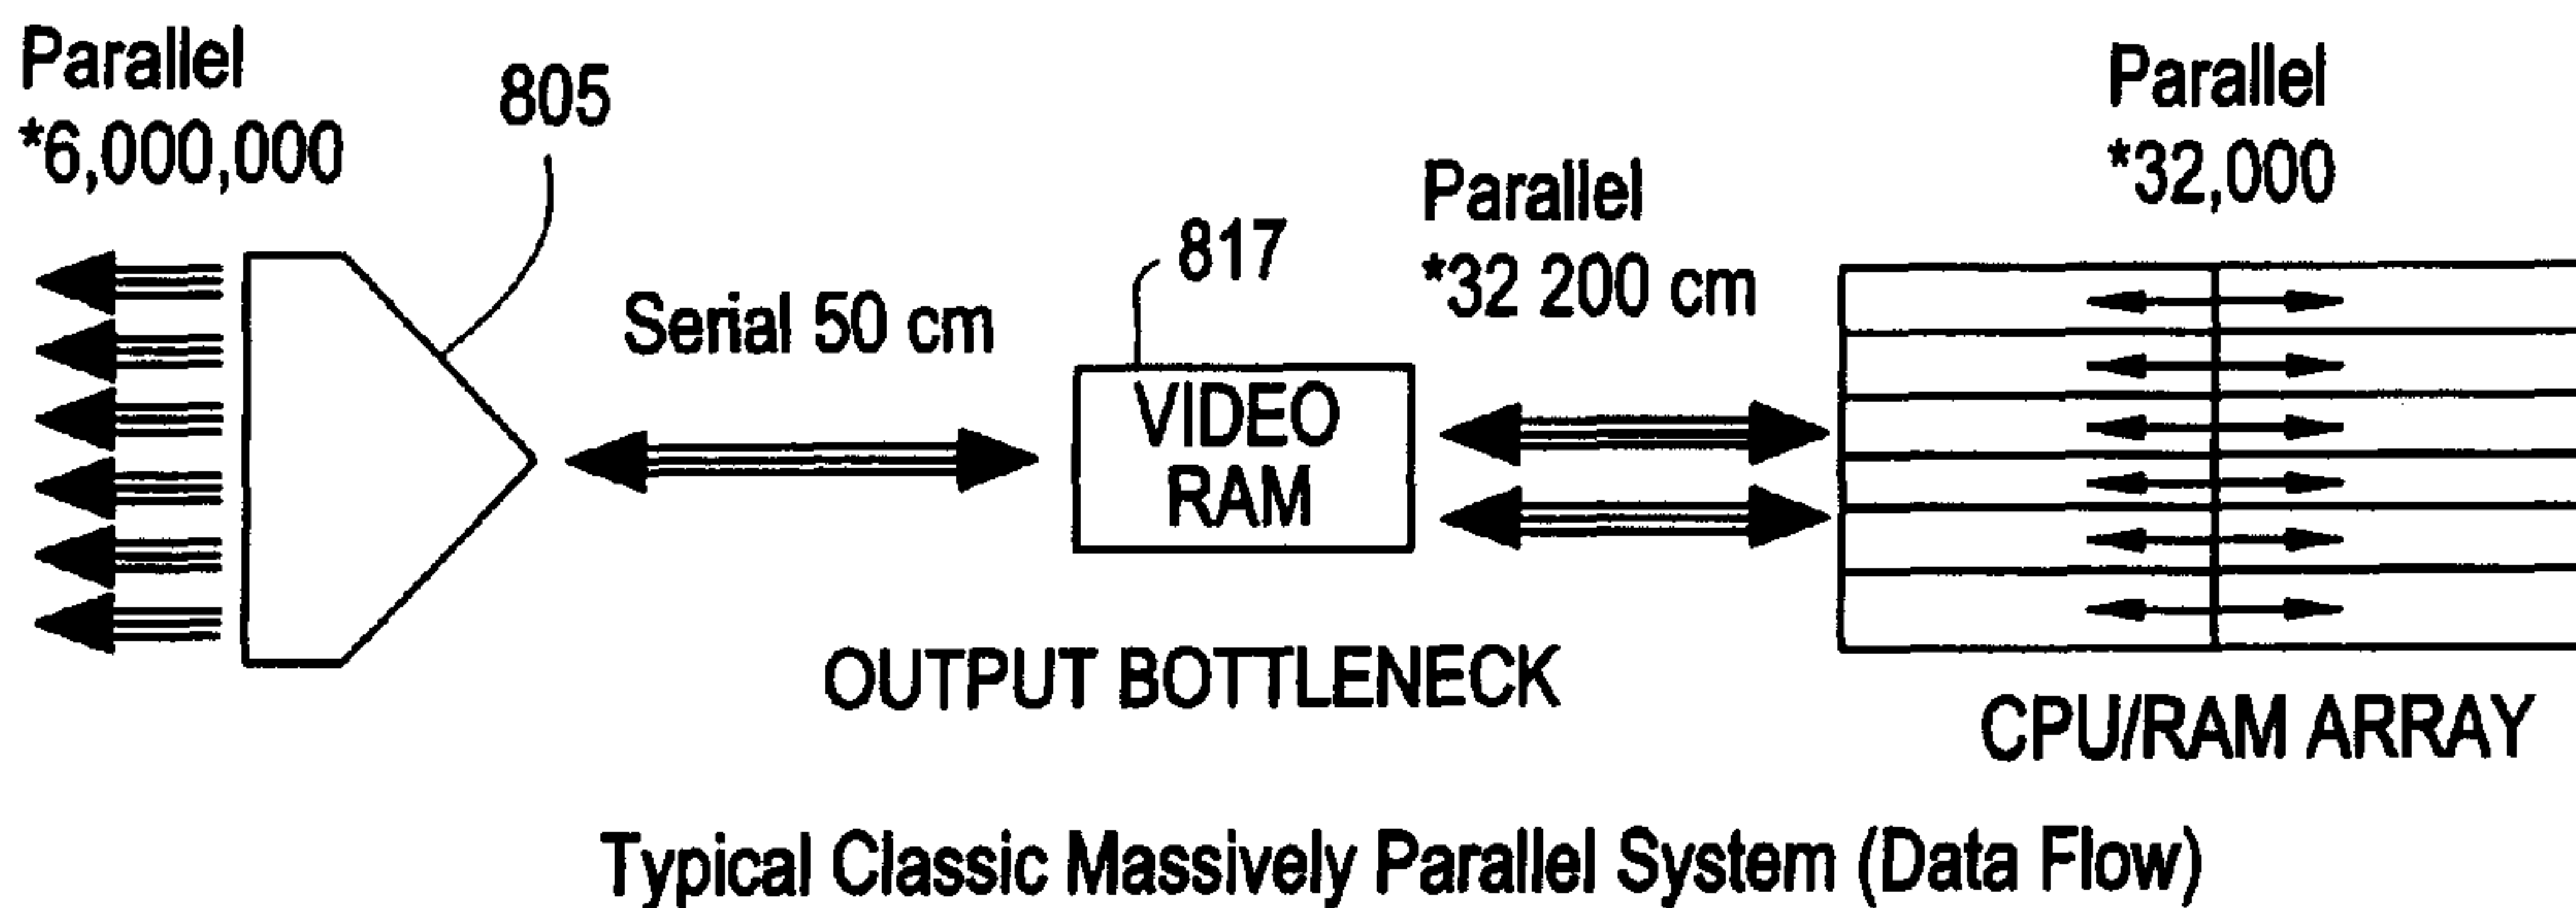 Parallel
*6,000,000
805
Serial 50 cm
817
VIDEO
RAM
Parallel
*32 200 cm
Parallel
*32,000
OUTPUT BOTTLENECK
CPU/RAM ARRAY
Typical Classic Massively Parallel System (Data Flow)